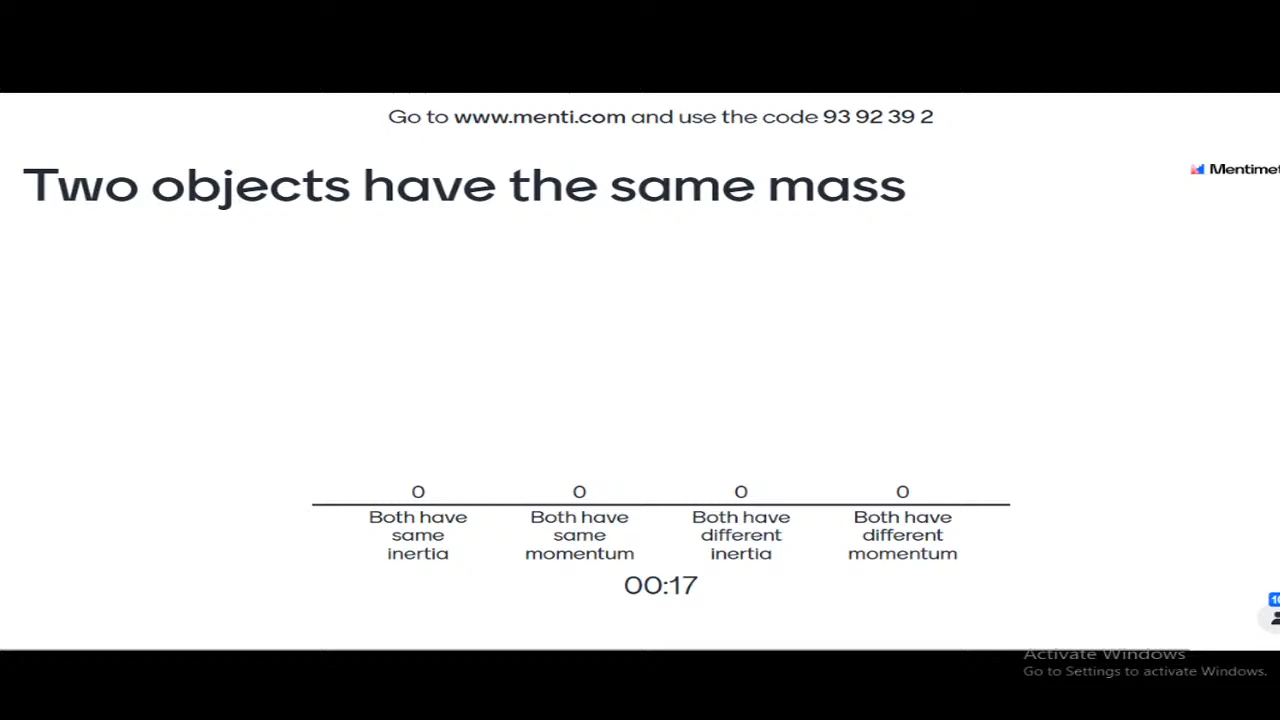 Go to www.menti.com and use the code 93 92 39 2
Two objects have the same mass
Mentimet
0 0 0 0
Both have same inertia
Both have same momentum
Both have different inertia
Both have different momentum
00:17
10
Activate Windows
Go to Settings to activate Windows.